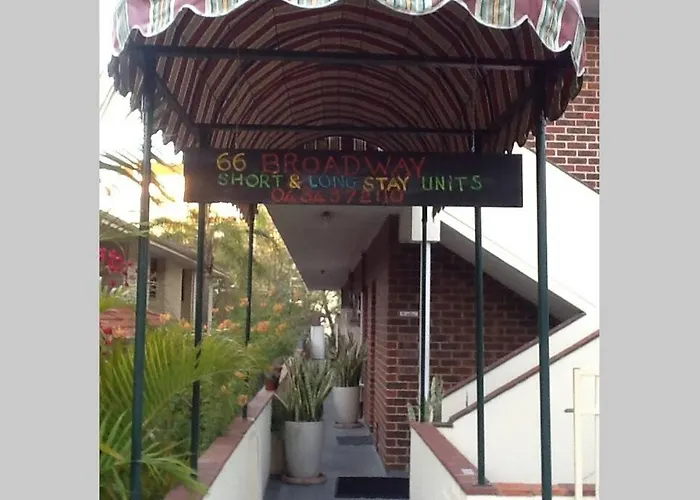 66 BROADWAY
SHORT & LONG STAY UNITS